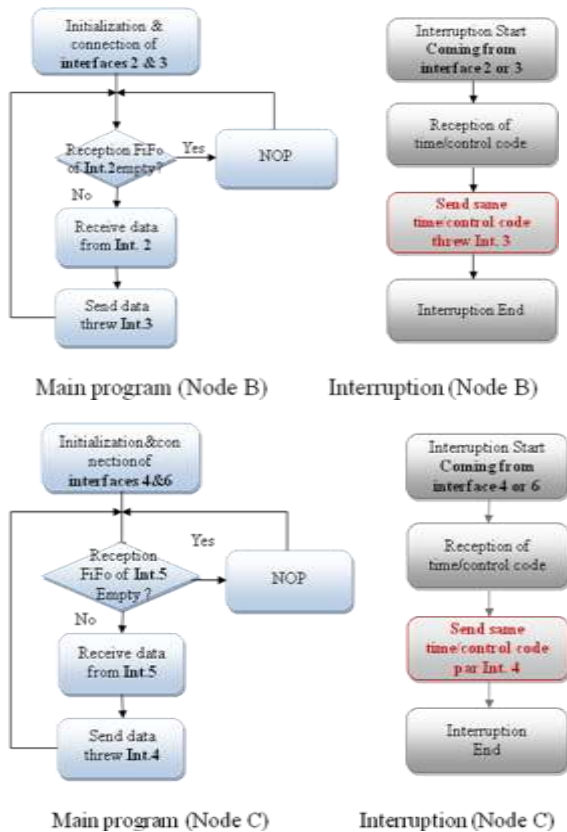 Initialization &
connection of
interfaces 2 & 3
Reception FiFo
of Int.2empty?
Yes
NOP
No
Receive data
from Int. 2
Send data
threw Int.3
Main program (Node B)
Interruption Start
Coming from
interface 2 or 3
Reception of
time/control code
Send same
time/control code
threw Int. 3
Interruption End
Interruption (Node B)
Initialization&con
nection of
interfaces 4&6
Reception
FiFo of Int.5
Empty ?
Yes
NOP
No
Receive data
from Int.5
Send data
threw Int.4
Main program (Node C)
Interruption Start
Coming from
interface 4 or 6
Reception of
time/control code
Send same
time/control code
par Int. 4
Interruption
End
Interruption (Node C)